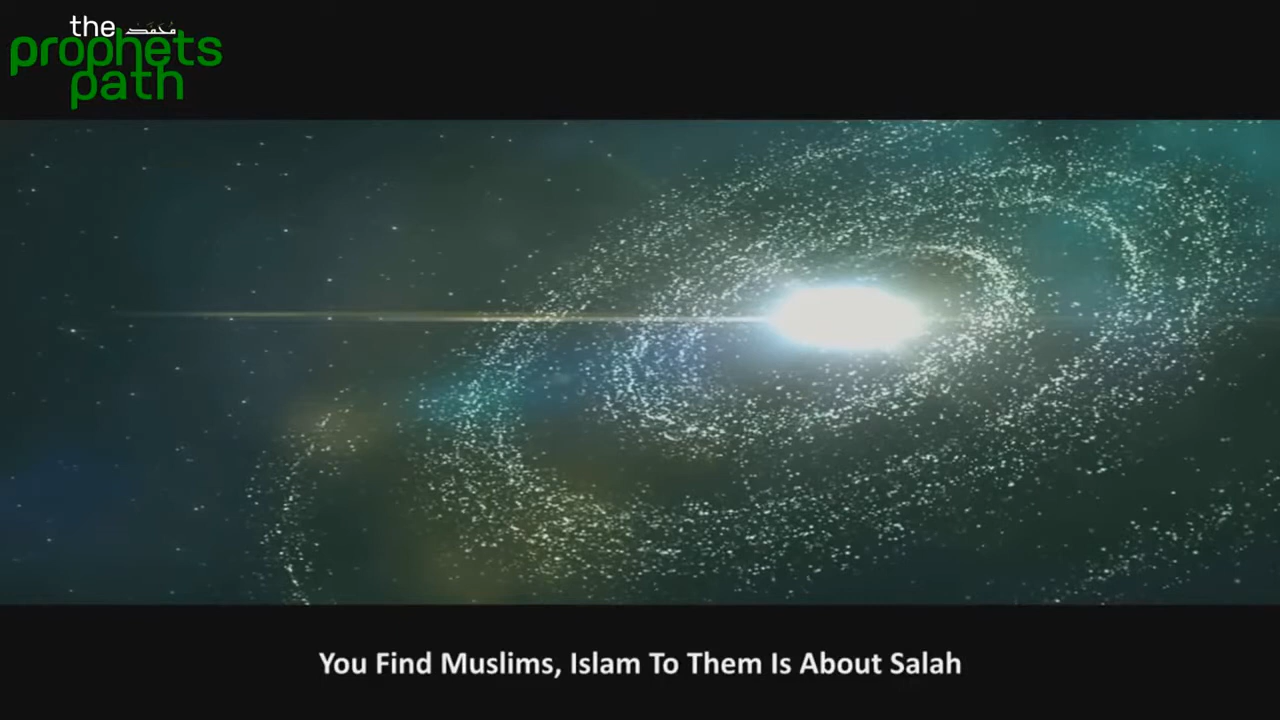 the مُحَمَّد
prophets
path
You Find Muslims, Islam To Them Is About Salah